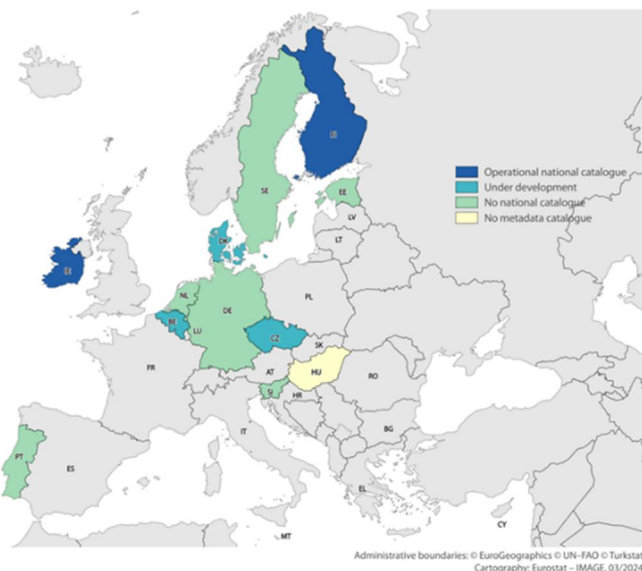 FI
SE
EE
LV
LT
DK
IE
NL
BE
LU
DE
PL
CZ
SK
FR
AT
HU
RO
SI
HR
IT
BG
PT
ES
EL
MT
CY
Operational national catalogue
Under development
No national catalogue
No metadata catalogue
Administrative boundaries: © EuroGeographics © UN–FAO © Turkstat
Cartography: Eurostat – IMAGE, 03/202